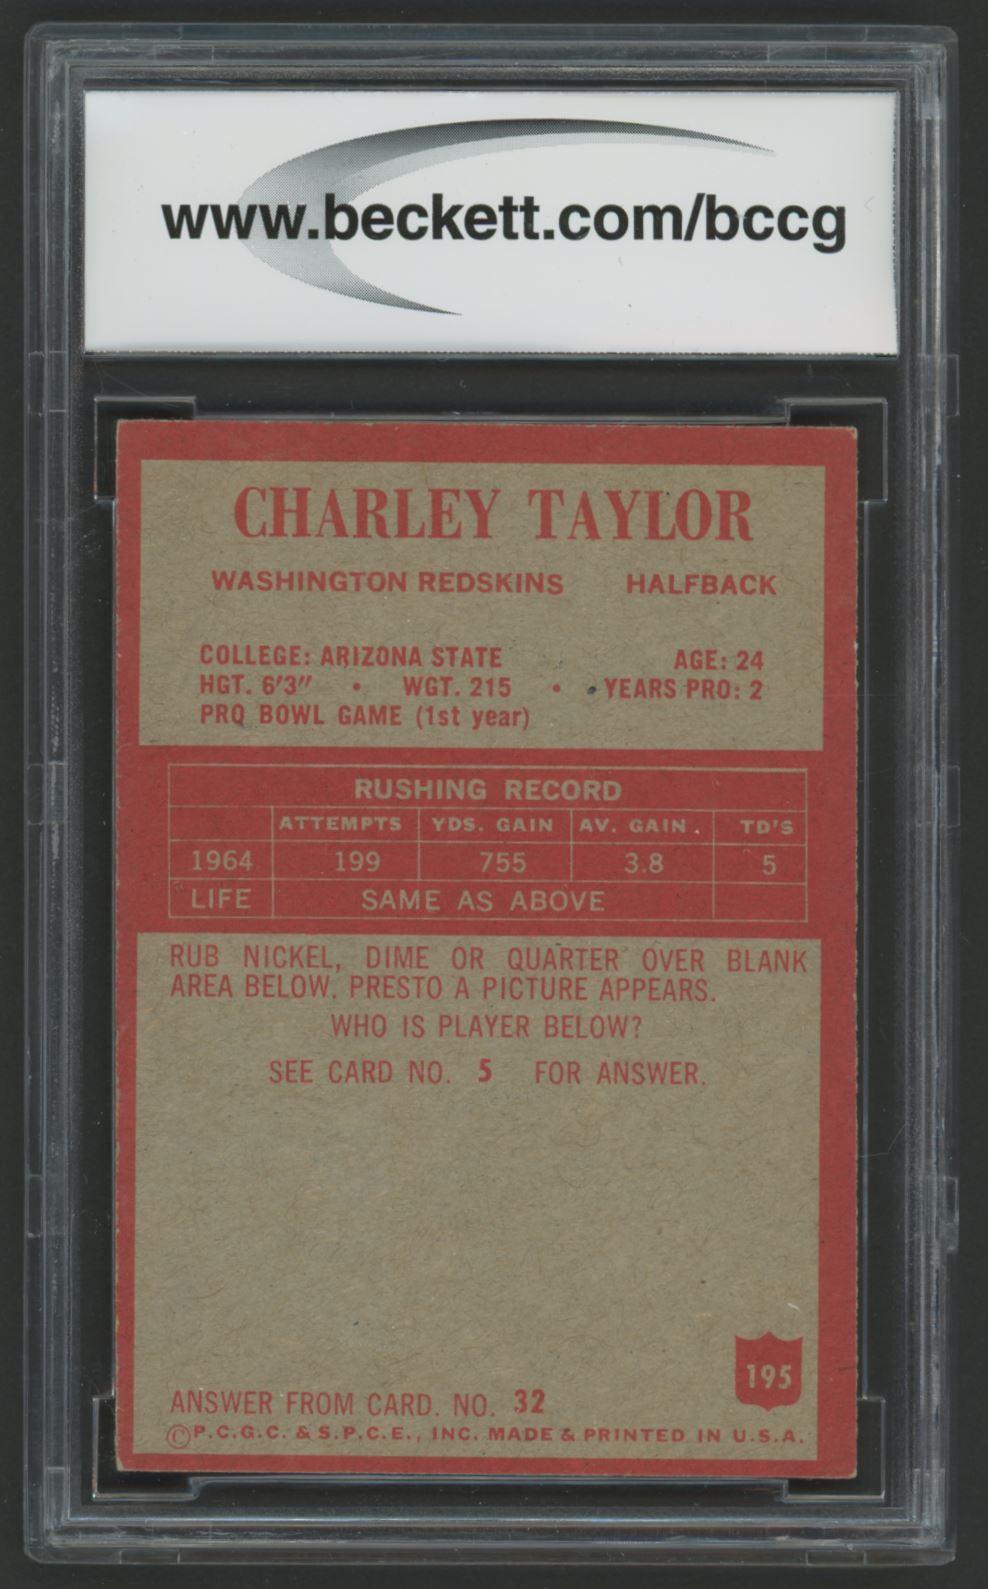 www.beckett.com/bccg
CHARLEY TAYLOR
WASHINGTON REDSKINS HALFBACK
COLLEGE: ARIZONA STATE AGE: 24
HGT. 6'3" • WGT. 215 • YEARS PRO: 2
PRO BOWL GAME (1st year)
RUSHING RECORD
ATTEMPTS YDS. GAIN AV. GAIN. TD'S
1964 199 755 3.8 5
LIFE SAME AS ABOVE
RUB NICKEL, DIME OR QUARTER OVER BLANK
AREA BELOW. PRESTO A PICTURE APPEARS.
WHO IS PLAYER BELOW?
SEE CARD NO. 5 FOR ANSWER.
195
ANSWER FROM CARD. NO. 32
©P.C.G.C. & S.P.C.E., INC. MADE & PRINTED IN U.S.A.